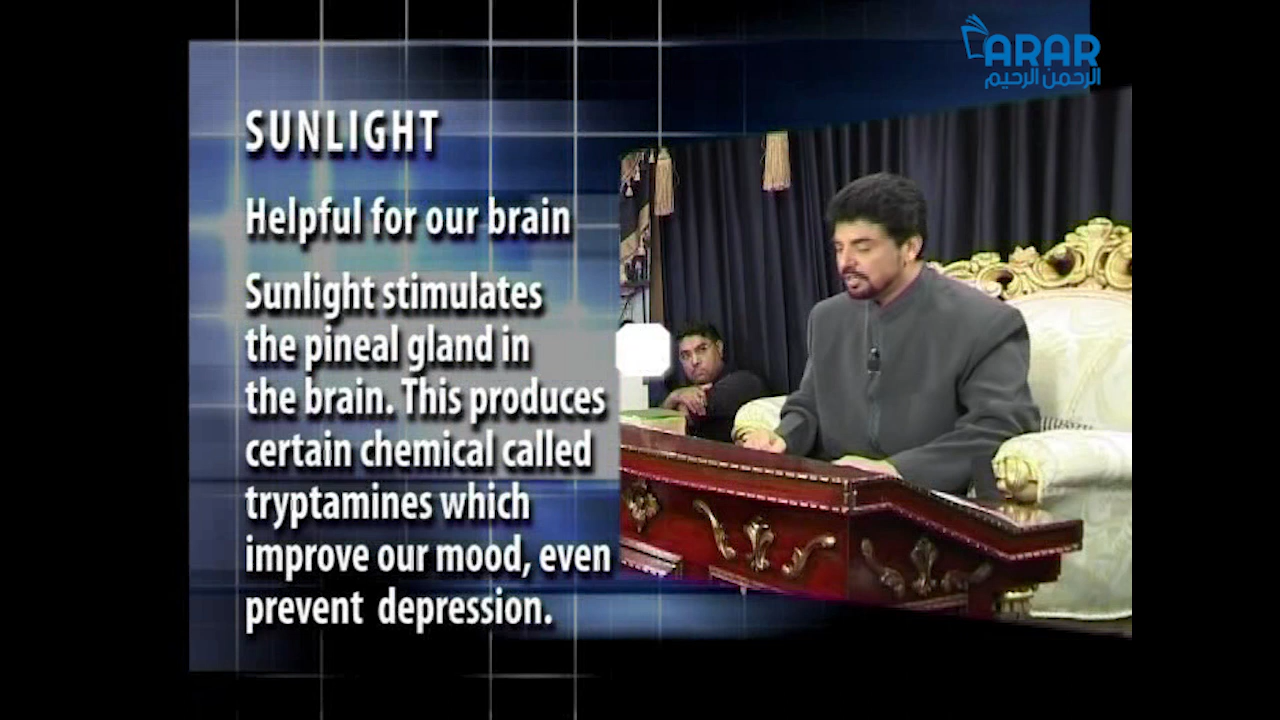 ARAR
الرحمن الرحيم
SUNLIGHT
Helpful for our brain
Sunlight stimulates
the pineal gland in
the brain. This produces
certain chemical called
tryptamines which
improve our mood, even
prevent depression.